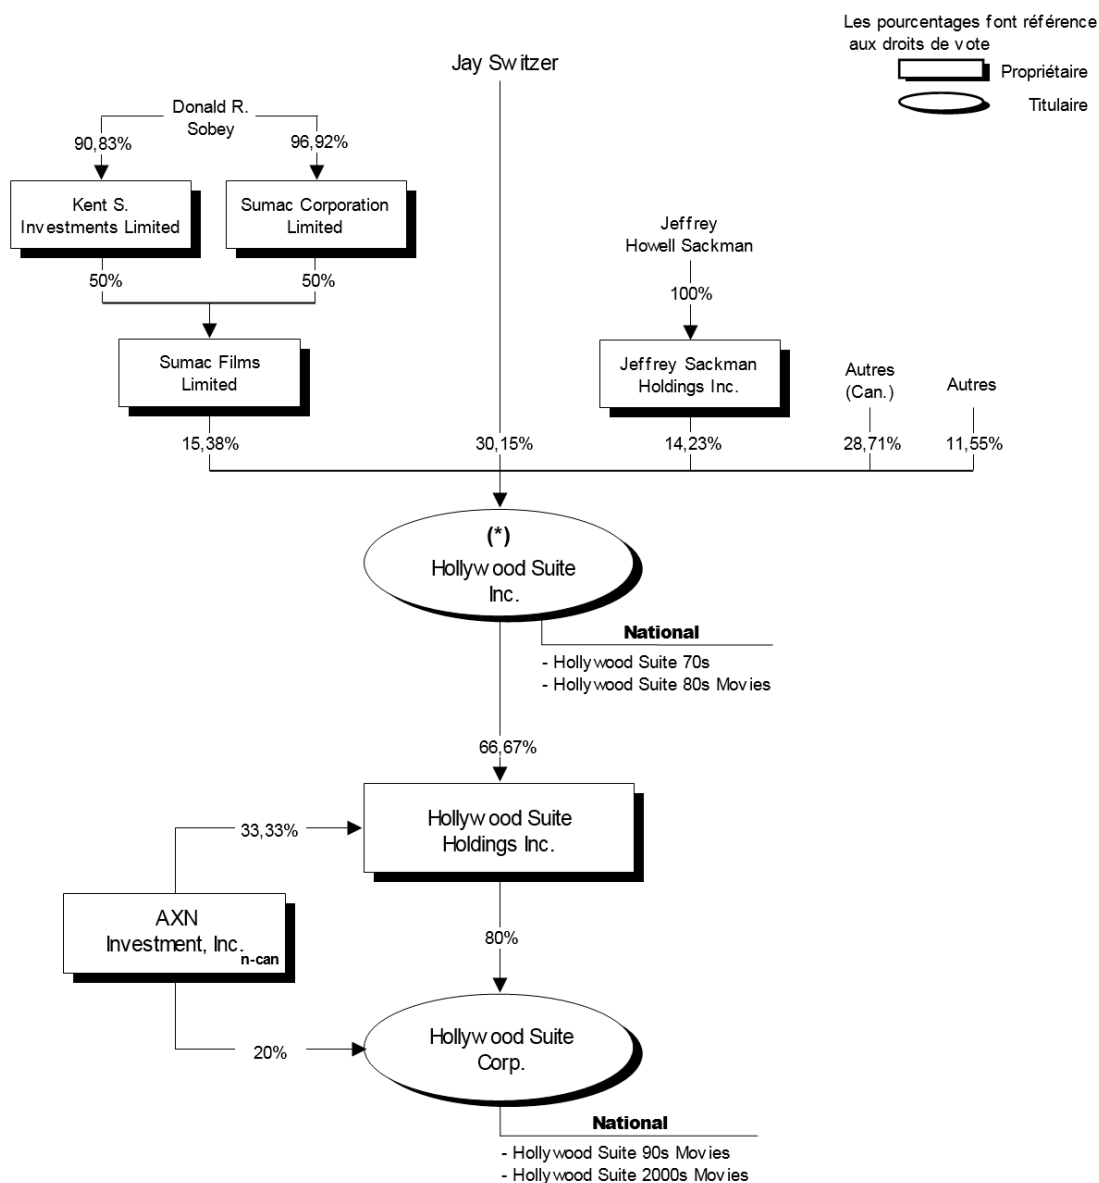 Les pourcentages font référence
aux droits de vote
Propriétaire
Titulaire
Jay Switzer
Donald R.
Sobey
90,83%
96,92%
Kent S.
Investments Limited
Sumac Corporation
Limited
50%
50%
Sumac Films
Limited
Jeffrey
Howell Sackman
100%
Jeffrey Sackman
Holdings Inc.
Autres
(Can.)
Autres
15,38%
30,15%
14,23%
28,71%
11,55%
(*)
Hollywood Suite
Inc.
National
- Hollywood Suite 70s
- Hollywood Suite 80s Movies
66,67%
33,33%
Hollywood Suite
Holdings Inc.
AXN
Investment, Inc.
n-can
80%
20%
Hollywood Suite
Corp.
National
- Hollywood Suite 90s Movies
- Hollywood Suite 2000s Movies